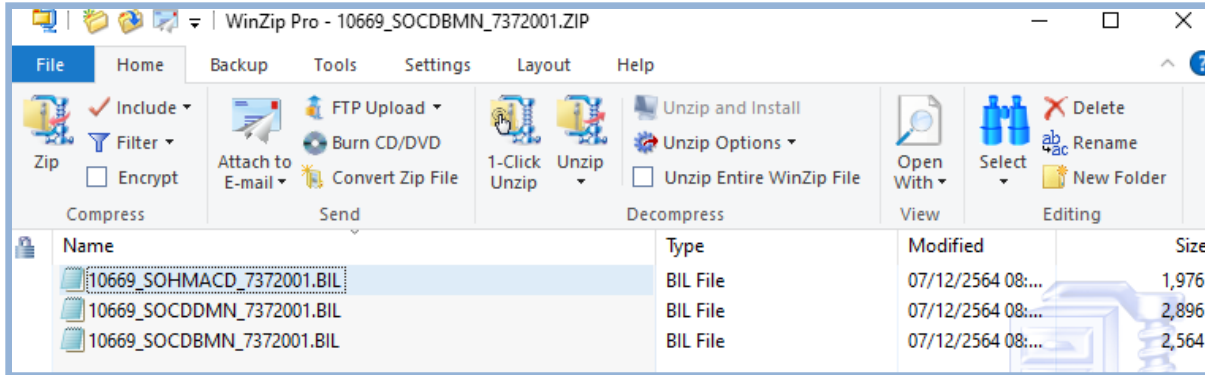 WinZip Pro - 10669_SOCDBMN_7372001.ZIP
File Home Backup Tools Settings Layout Help
Zip
Include
Filter
Encrypt
Compress
Attach to E-mail
FTP Upload
Burn CD/DVD
Convert Zip File
Send
1-Click Unzip
Unzip
Unzip and Install
Unzip Options
Unzip Entire WinZip File
Decompress
Open With
View
Select
Delete
Rename
New Folder
Editing
Name Type Modified Size
10669_SOHMACD_7372001.BIL BIL File 07/12/2564 08:... 1,976
10669_SOCDDMN_7372001.BIL BIL File 07/12/2564 08:... 2,896
10669_SOCDBMN_7372001.BIL BIL File 07/12/2564 08:... 2,564